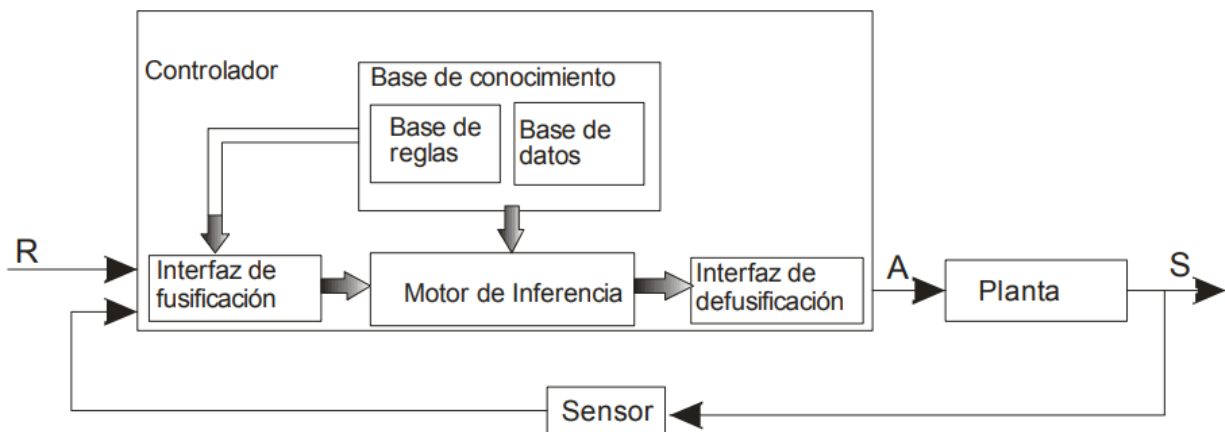 Controlador
Base de conocimiento
Base de
reglas
Base de
datos
R
Interfaz de
fusificación
Motor de Inferencia
Interfaz de
defusificación
A
Planta
S
Sensor